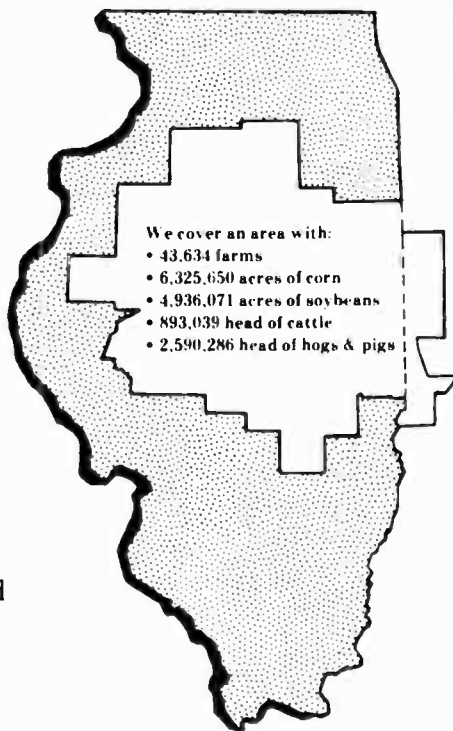 We cover an area with:
• 43,634 farms
• 6,325,650 acres of corn
• 4,936,071 acres of soybeans
• 893,039 head of cattle
• 2,590,286 head of hogs & pigs